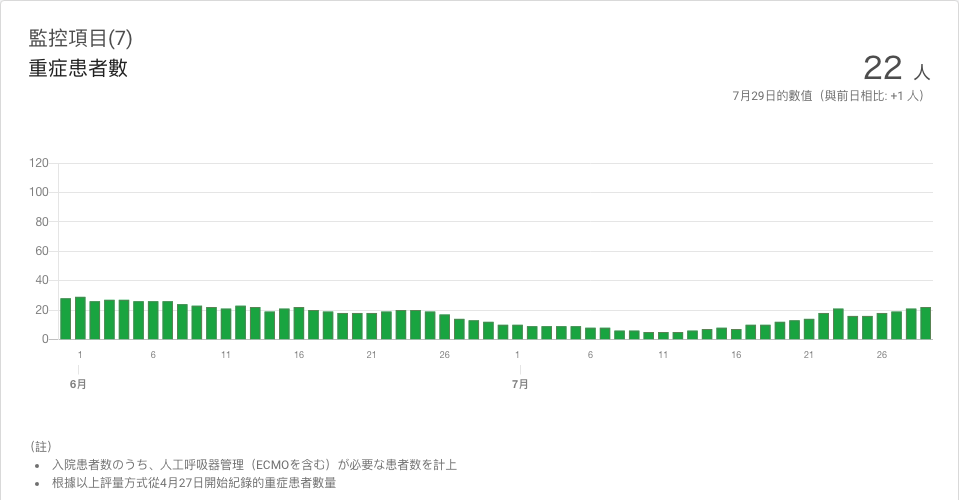 監控項目(7)
重症患者數
22 人
7月29日的數值（與前日相比: +1 人）
120
100
80
60
40
20
0
1 6 11 16 21 26 1 6 11 16 21 26
6月 7月
（註）
• 入院患者数のうち、人工呼吸器管理（ECMOを含む）が必要な患者数を計上
• 根據以上評量方式從4月27日開始紀錄的重症患者數量